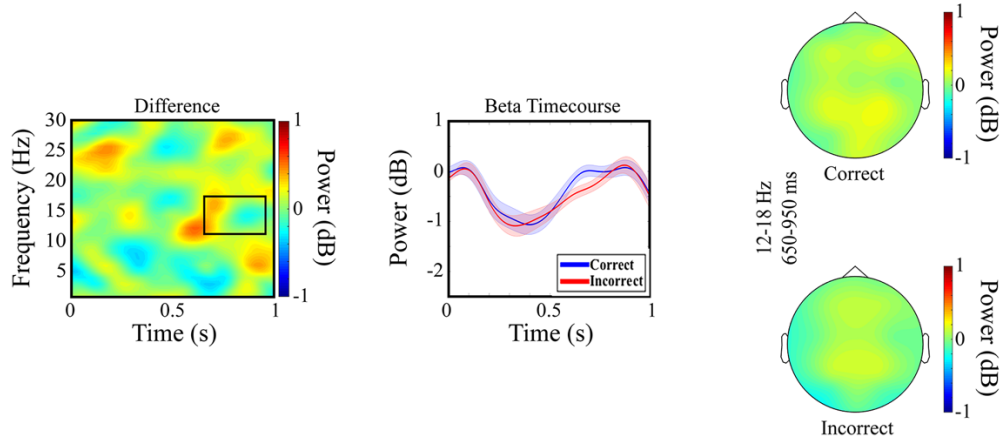 Difference
Frequency (Hz)
30
25
20
15
10
5
0
0.5
1
Time (s)
1
0
-1
Power (dB)
Beta Timecourse
Power (dB)
1
0
-1
-2
0
0.5
1
Time (s)
Correct
Incorrect
1
0
-1
Power (dB)
Correct
12-18 Hz
650-950 ms
1
0
-1
Power (dB)
Incorrect